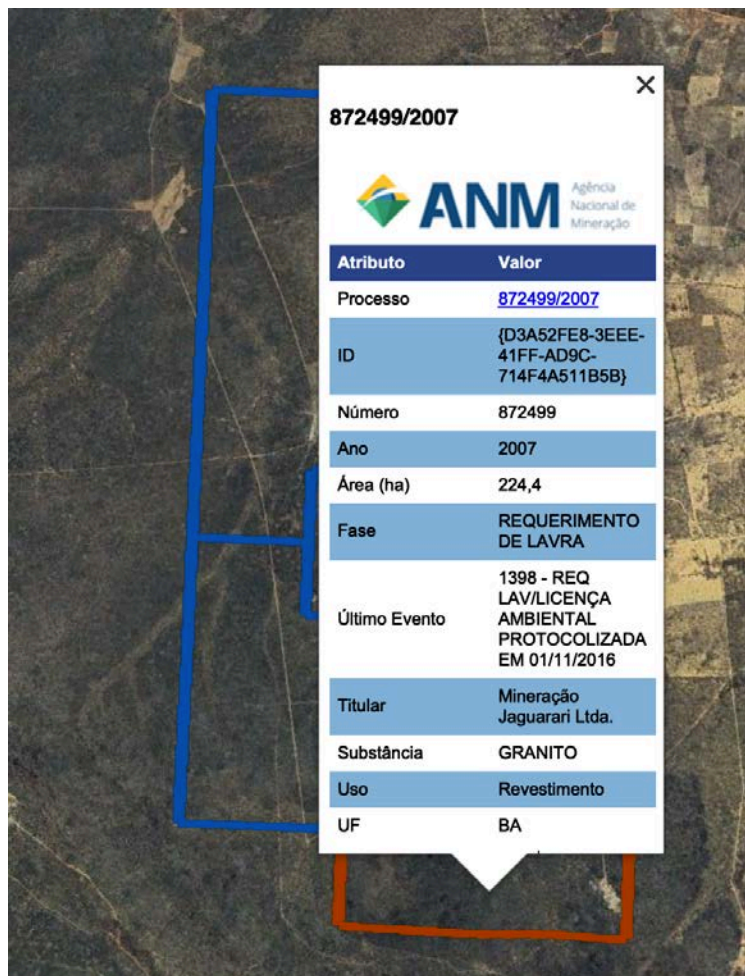 872499/2007
ANM
Agência
Nacional de
Mineração
Atributo Valor
Processo 872499/2007
ID {D3A52FE8-3EEE-
41FF-AD9C-
714F4A511B5B}
Número 872499
Ano 2007
Área (ha) 224,4
Fase REQUERIMENTO
DE LAVRA
Último Evento 1398 - REQ
LAV/LICENÇA
AMBIENTAL
PROTOCOLIZADA
EM 01/11/2016
Titular Mineração
Jaguarari Ltda.
Substância GRANITO
Uso Revestimento
UF BA